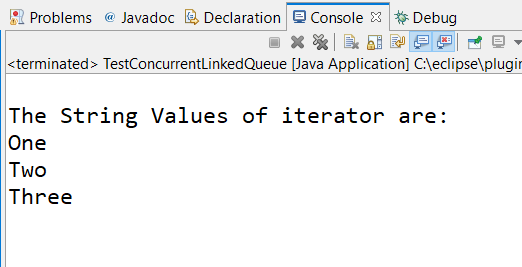 Problems @ Javadoc Declaration Console Debug
<terminated> TestConcurrentLinkedQueue [Java Application] C:\eclipse\plugin
The String Values of iterator are:
One
Two
Three